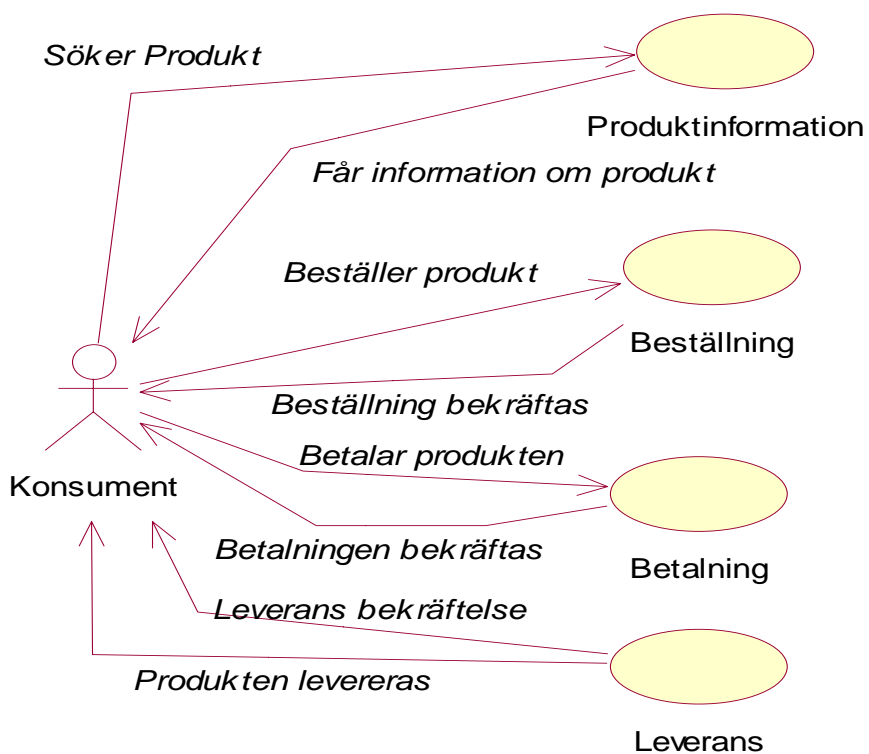 Söker Produkt
Produktinformation
Får information om produkt
Beställer produkt
Beställning
Beställning bekräftas
Betalar produkten
Konsument
Betalningen bekräftas
Betalning
Leverans bekräftelse
Produkten levereras
Leverans